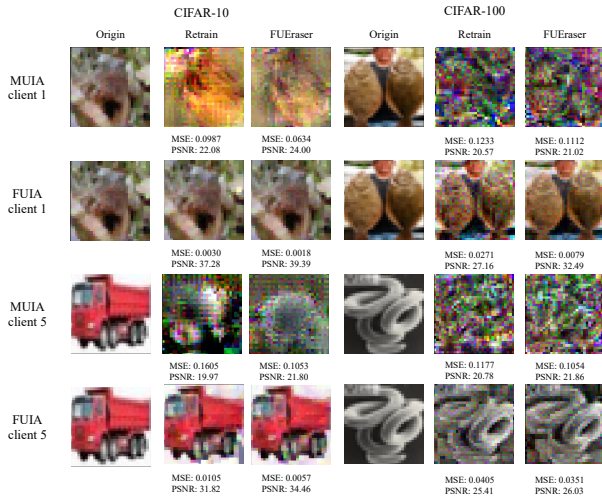 CIFAR-10 CIFAR-100
Origin Retrain FUEraser Origin Retrain FUEraser
MUIA
client 1
MSE: 0.0987 MSE: 0.0634 MSE: 0.1233 MSE: 0.1112
PSNR: 22.08 PSNR: 24.00 PSNR: 20.57 PSNR: 21.02
FUIA
client 1
MSE: 0.0030 MSE: 0.0018 MSE: 0.0271 MSE: 0.0079
PSNR: 37.28 PSNR: 39.39 PSNR: 27.16 PSNR: 32.49
MUIA
client 5
MSE: 0.1605 MSE: 0.1053 MSE: 0.1177 MSE: 0.1054
PSNR: 19.97 PSNR: 21.80 PSNR: 20.78 PSNR: 21.86
FUIA
client 5
MSE: 0.0105 MSE: 0.0057 MSE: 0.0405 MSE: 0.0351
PSNR: 31.82 PSNR: 34.46 PSNR: 25.41 PSNR: 26.03